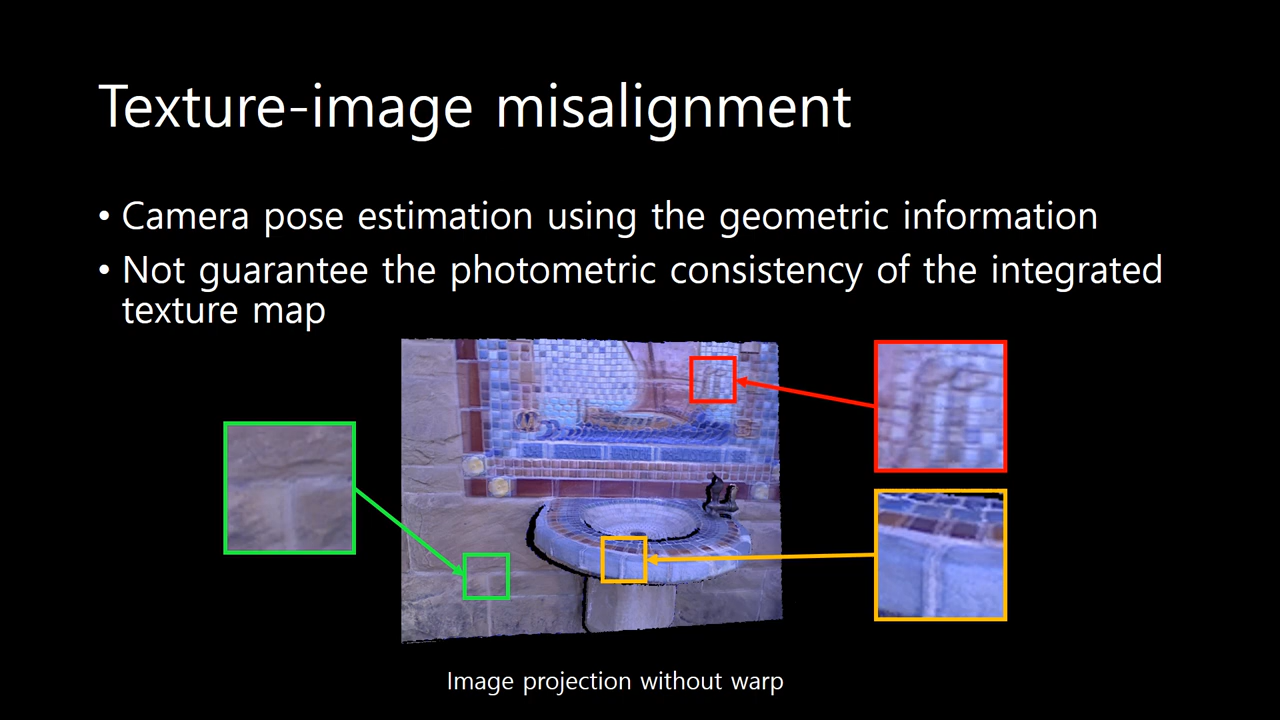 Texture-image misalignment
• Camera pose estimation using the geometric information
• Not guarantee the photometric consistency of the integrated
texture map
Image projection without warp